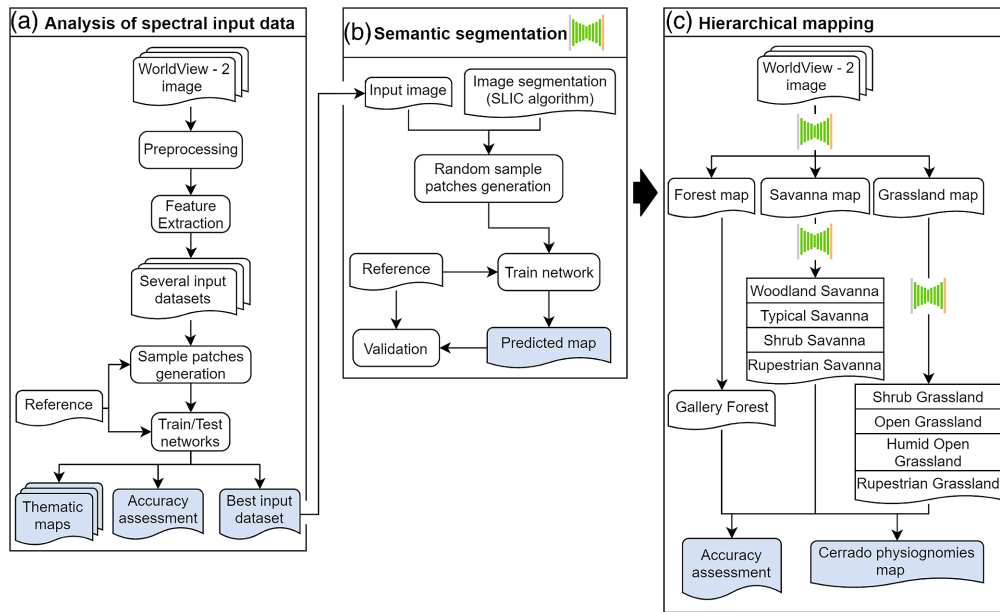 (a) Analysis of spectral input data
WorldView - 2
image
Preprocessing
Feature
Extraction
Several input
datasets
Sample patches
generation
Reference
Train/Test
networks
Thematic
maps
Accuracy
assessment
Best input
dataset
(b) Semantic segmentation
Input image
Image segmentation
(SLIC algorithm)
Random sample
patches generation
Reference
Train network
Validation
Predicted map
(c) Hierarchical mapping
WorldView - 2
image
Forest map
Savanna map
Grassland map
Woodland Savanna
Typical Savanna
Shrub Savanna
Rupestrian Savanna
Gallery Forest
Shrub Grassland
Open Grassland
Humid Open
Grassland
Rupestrian Grassland
Accuracy
assessment
Cerrado physiognomies
map